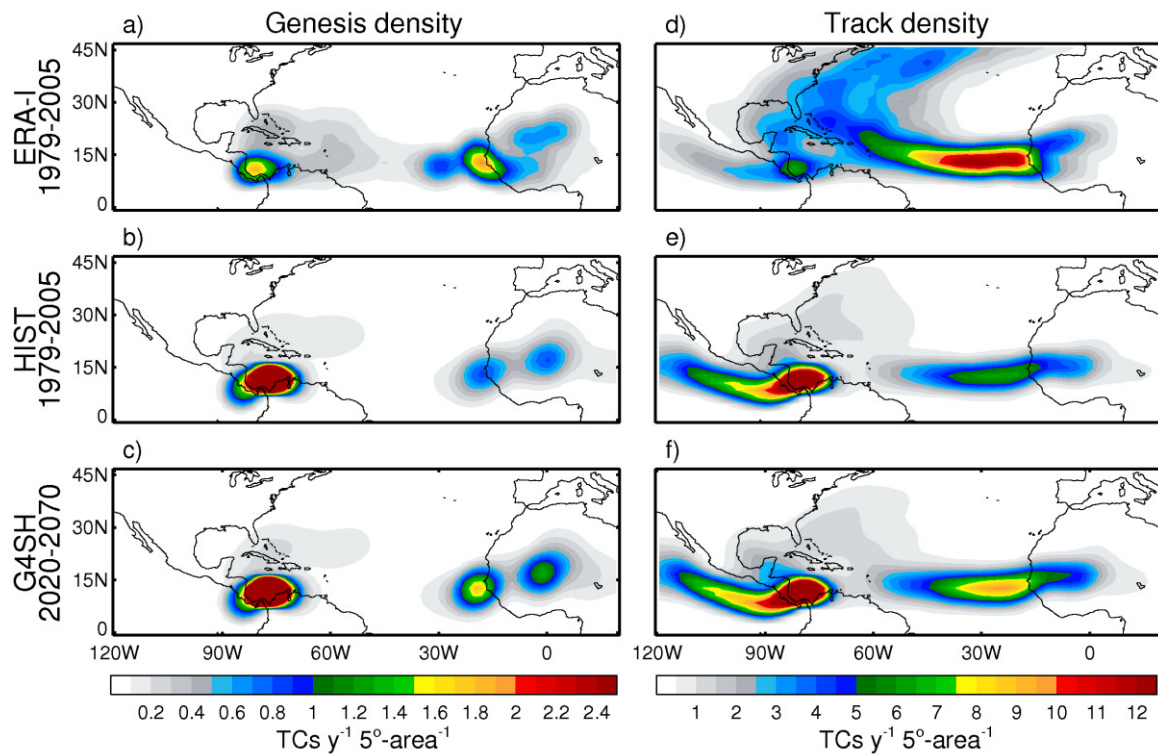 Genesis density
Track density
a)
d)
ERA-I
1979-2005
45N
30N
15N
0
b)
e)
HIST
1979-2005
45N
30N
15N
0
c)
f)
G4SH
2020-2070
45N
30N
15N
0
120W 90W 60W 30W 0
120W 90W 60W 30W 0
0.2 0.6 1 1.4 1.8 2.2
0.4 0.8 1.2 1.6 2 2.4
1 2 3 4 5 6 7 8 9 10 11 12
TCs y⁻¹ 5º-area⁻¹
TCs y⁻¹ 5º-area⁻¹